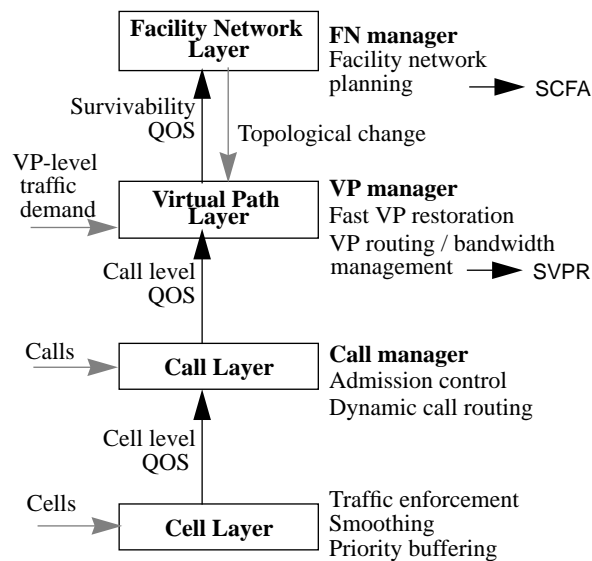 Facility Network
Layer
FN manager
Facility network
planning
SCFA
Survivability
QOS
Topological change
VP-level
traffic
demand
Virtual Path
Layer
VP manager
Fast VP restoration
VP routing / bandwidth
management
SVPR
Call level
QOS
Calls
Call Layer
Call manager
Admission control
Dynamic call routing
Cell level
QOS
Cells
Cell Layer
Traffic enforcement
Smoothing
Priority buffering